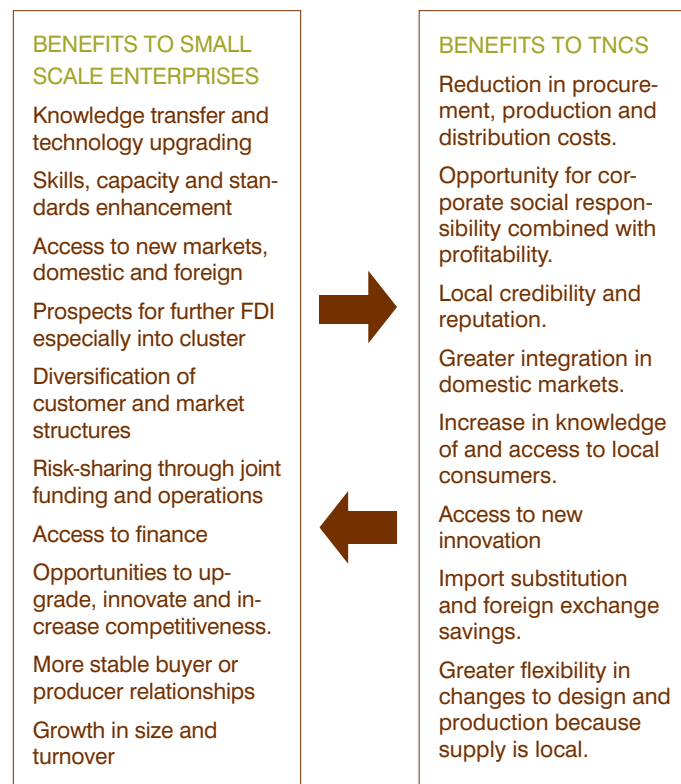 BENEFITS TO SMALL
SCALE ENTERPRISES
Knowledge transfer and
technology upgrading
Skills, capacity and stan-
dards enhancement
Access to new markets,
domestic and foreign
Prospects for further FDI
especially into cluster
Diversification of
customer and market
structures
Risk-sharing through joint
funding and operations
Access to finance
Opportunities to up-
grade, innovate and in-
crease competitiveness.
More stable buyer or
producer relationships
Growth in size and
turnover
BENEFITS TO TNCS
Reduction in procure-
ment, production and
distribution costs.
Opportunity for cor-
porate social respon-
sibility combined with
profitability.
Local credibility and
reputation.
Greater integration in
domestic markets.
Increase in knowledge
of and access to local
consumers.
Access to new
innovation
Import substitution
and foreign exchange
savings.
Greater flexibility in
changes to design and
production because
supply is local.